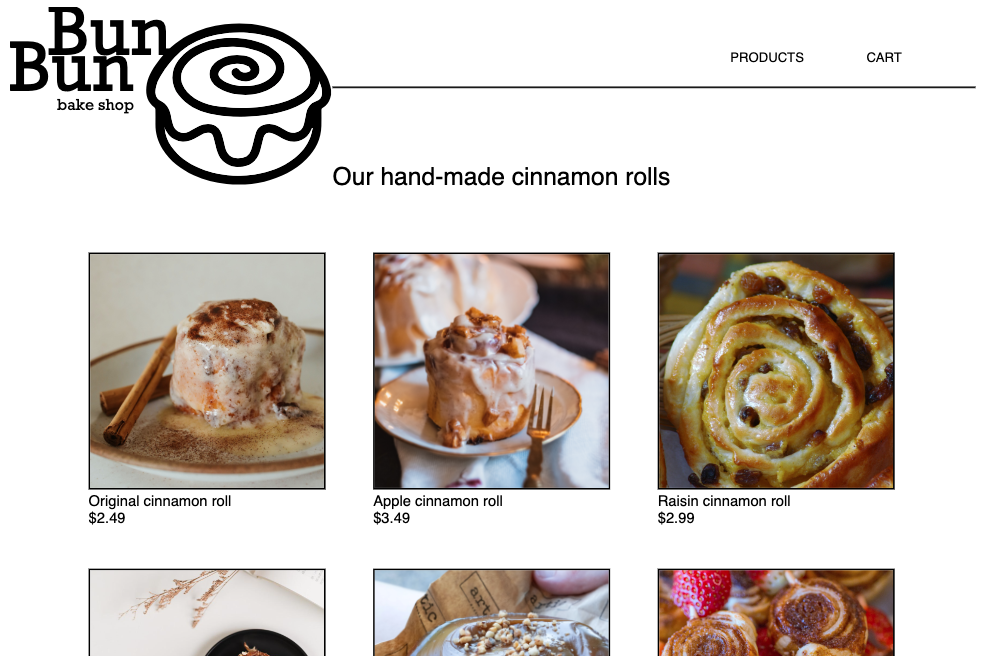 Bun
Bun
bake shop
PRODUCTS
CART
Our hand-made cinnamon rolls
Original cinnamon roll
$2.49
Apple cinnamon roll
$3.49
Raisin cinnamon roll
$2.99